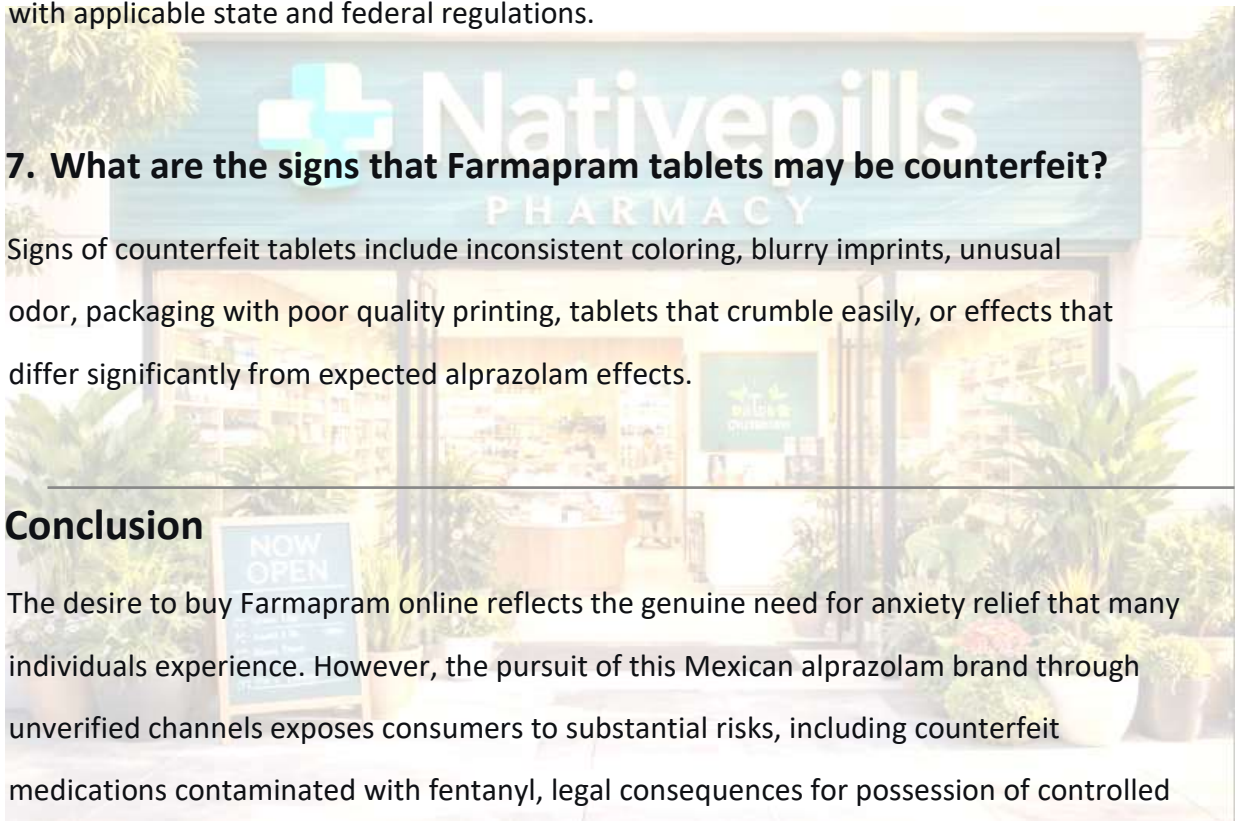 with applicable state and federal regulations.
Nativepills
PHARMACY
7. What are the signs that Farmapram tablets may be counterfeit?
Signs of counterfeit tablets include inconsistent coloring, blurry imprints, unusual
odor, packaging with poor quality printing, tablets that crumble easily, or effects that
differ significantly from expected alprazolam effects.
Conclusion
NOW
OPEN
The desire to buy Farmapram online reflects the genuine need for anxiety relief that many
individuals experience. However, the pursuit of this Mexican alprazolam brand through
unverified channels exposes consumers to substantial risks, including counterfeit
medications contaminated with fentanyl, legal consequences for possession of controlled